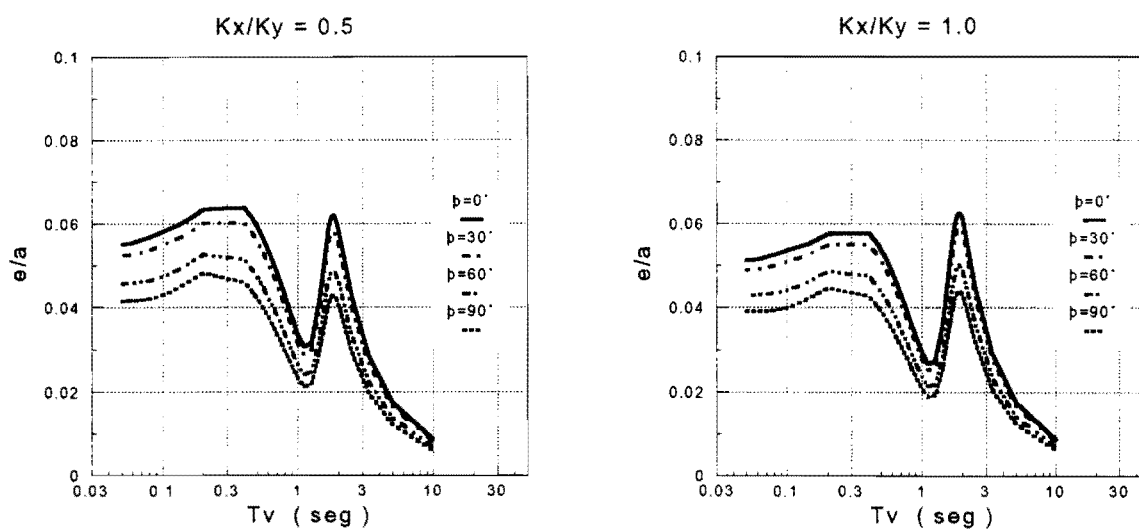 Kx/Ky = 0.5
0.1
0.08
0.06
0.04
0.02
0
e/a
þ=0°
þ=30°
þ=60°
þ=90°
0.03 0.1 0.3 1 3 10 30
Tv ( seg )
Kx/Ky = 1.0
0.1
0.08
0.06
0.04
0.02
0
e/a
þ=0°
þ=30°
þ=60°
þ=90°
0.03 0.1 0.3 1 3 10 30
Tv ( seg )